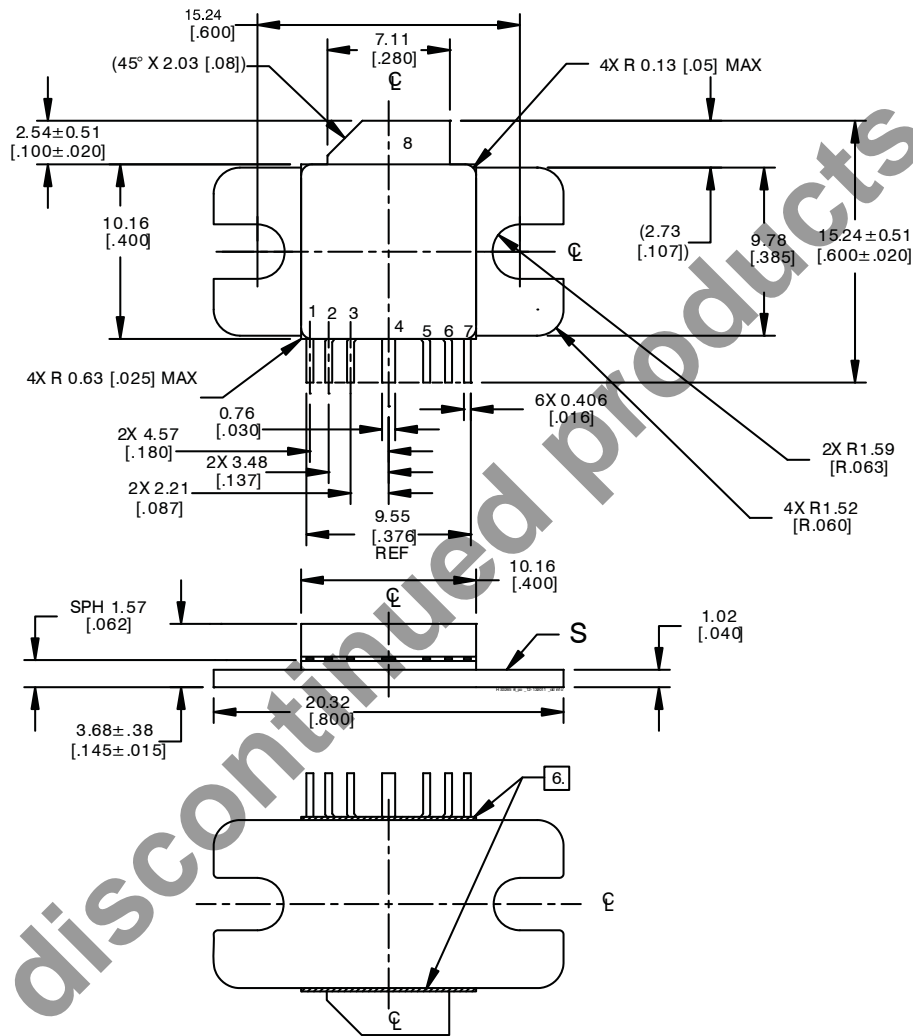 15.24
[.600]
7.11
[.280]
(45° X 2.03 [.08])
℄
4X R 0.13 [.05] MAX
2.54±0.51
[.100±.020]
8
10.16
[.400]
(2.73
[.107])
9.78
[.385]
15.24±0.51
[.600±.020]
℄
1 2 3 4 5 6 7
4X R 0.63 [.025] MAX
0.76
[.030]
6X 0.406
[.016]
2X 4.57
[.180]
2X 3.48
[.137]
2X 2.21
[.087]
2X R1.59
[R.063]
4X R1.52
[R.060]
9.55
[.376]
REF
10.16
[.400]
℄
SPH 1.57
[.062]
S
1.02
[.040]
20.32
[.800]
3.68±.38
[.145±.015]
6.
℄
℄
discontinued products